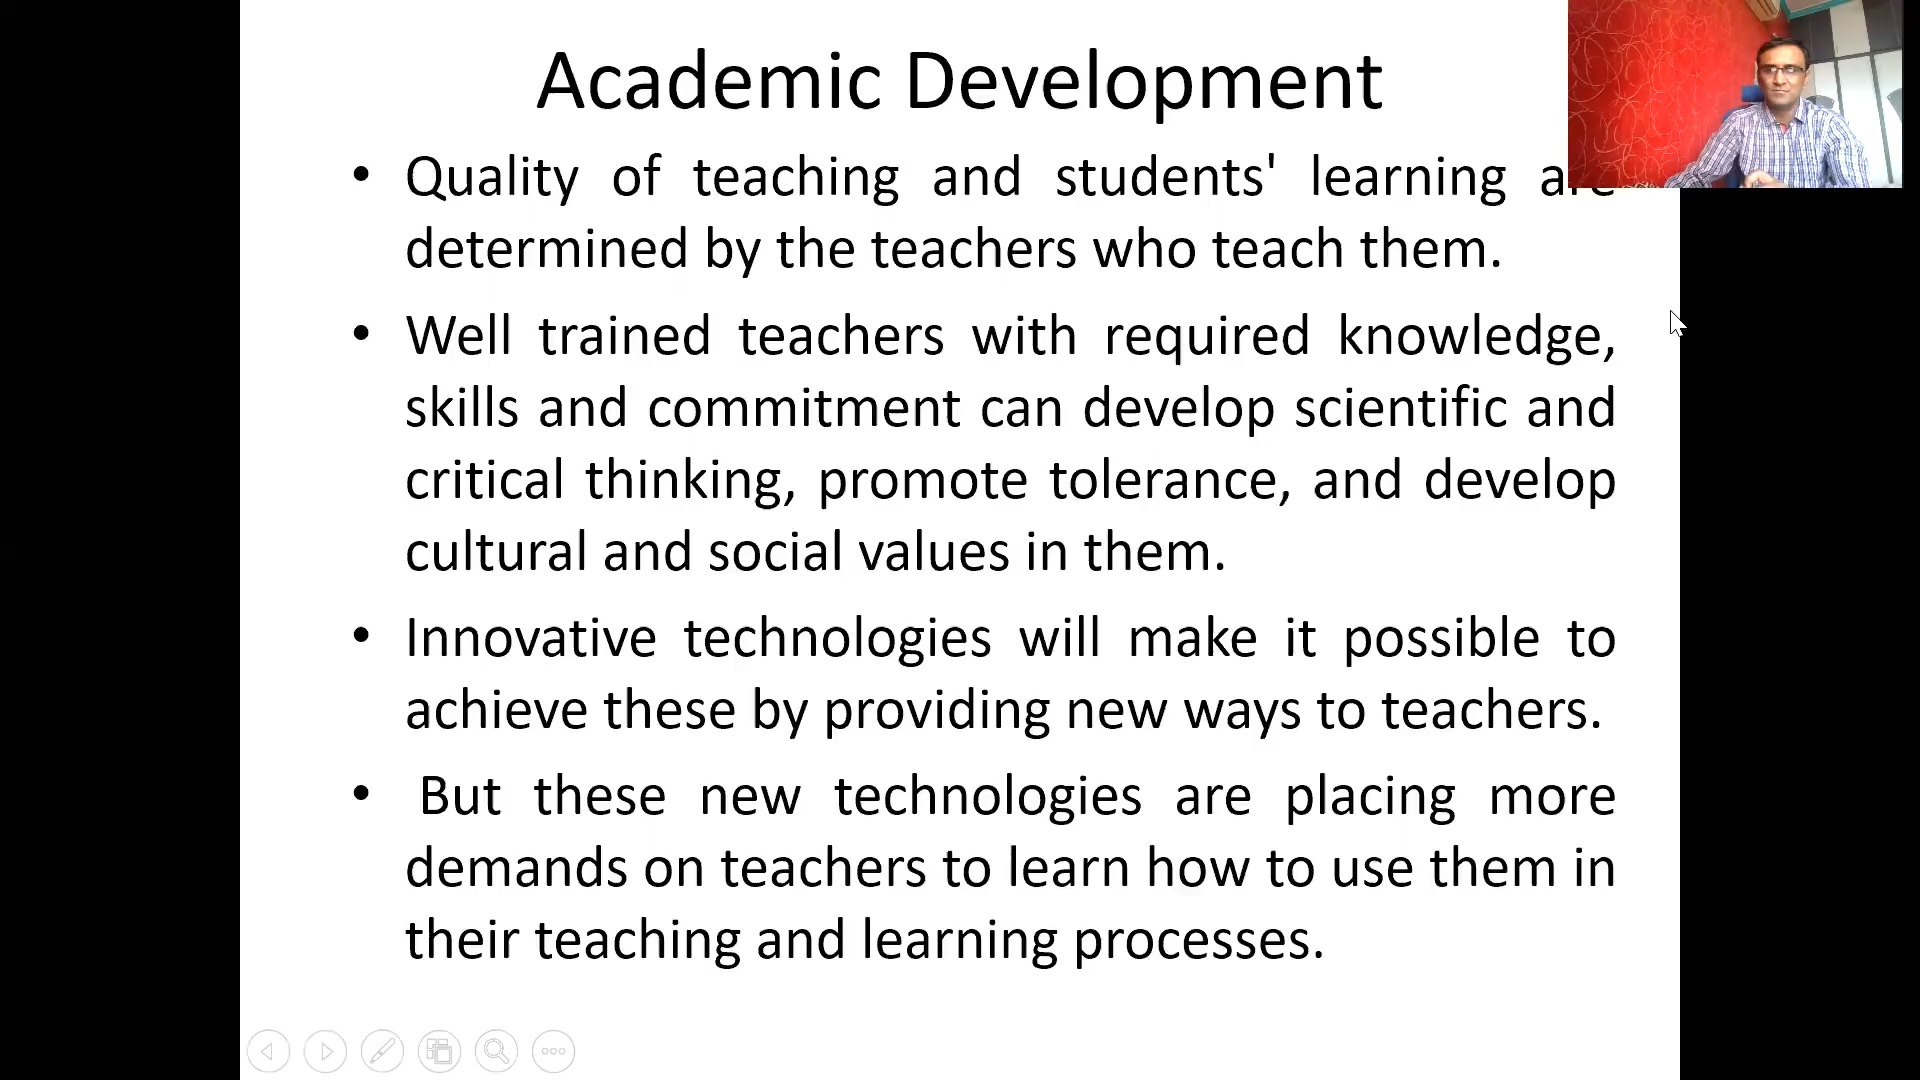 Academic Development
• Quality of teaching and students' learning are
determined by the teachers who teach them.
• Well trained teachers with required knowledge,
skills and commitment can develop scientific and
critical thinking, promote tolerance, and develop
cultural and social values in them.
• Innovative technologies will make it possible to
achieve these by providing new ways to teachers.
• But these new technologies are placing more
demands on teachers to learn how to use them in
their teaching and learning processes.